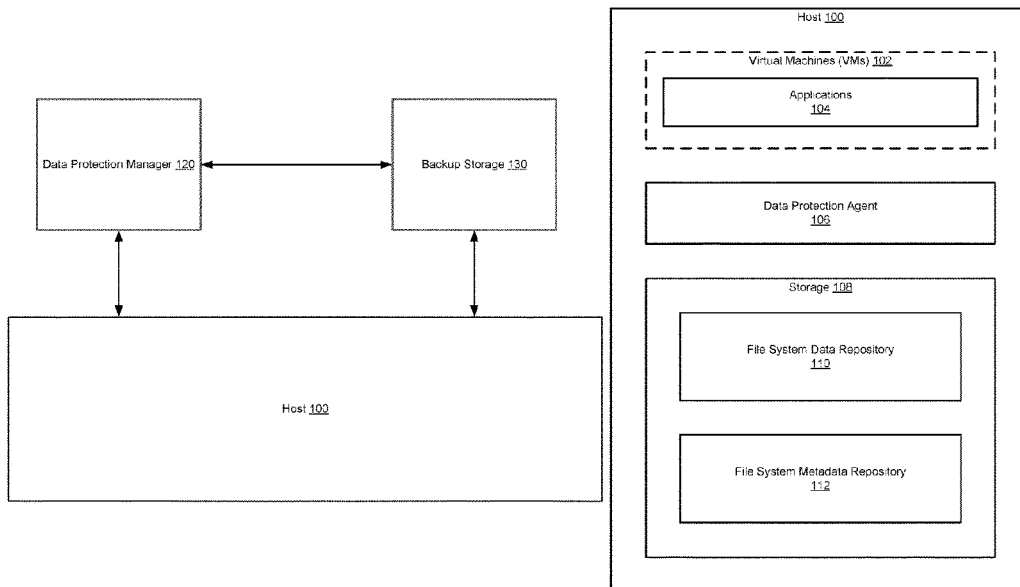 Data Protection Manager 120
Backup Storage 130
Host 100
Host 100
Virtual Machines (VMs) 102
Applications
104
Data Protection Agent
106
Storage 108
File System Data Repository
110
File System Metadata Repository
112